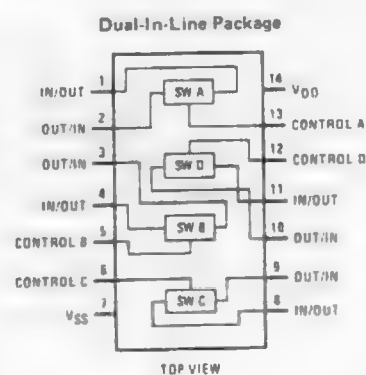 Dual-In-Line Package
IN/OUT 1
OUT/IN 2
OUT/IN 3
IN/OUT 4
CONTROL B 5
CONTROL C 6
VSS 7
SW A
SW D
SW B
SW C
14 VDD
13 CONTROL A
12 CONTROL D
11 IN/OUT
10 OUT/IN
9 OUT/IN
8 IN/OUT
TOP VIEW